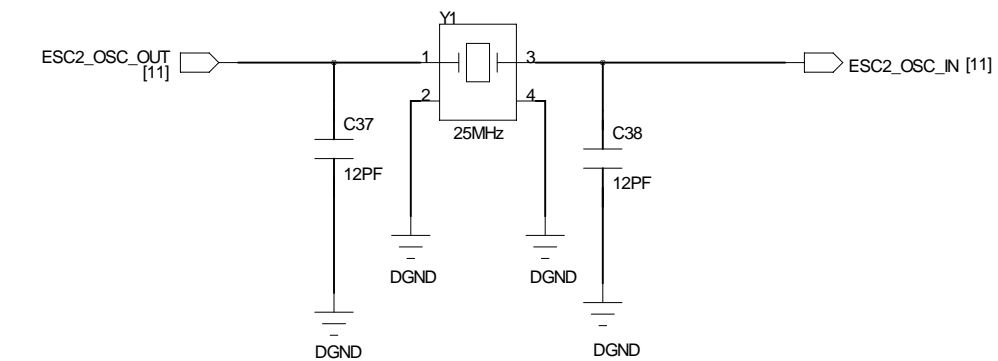 Y1
ESC2_OSC_OUT
[11]
1
3
ESC2_OSC_IN [11]
2
4
25MHz
C37
12PF
C38
12PF
DGND
DGND
DGND
DGND